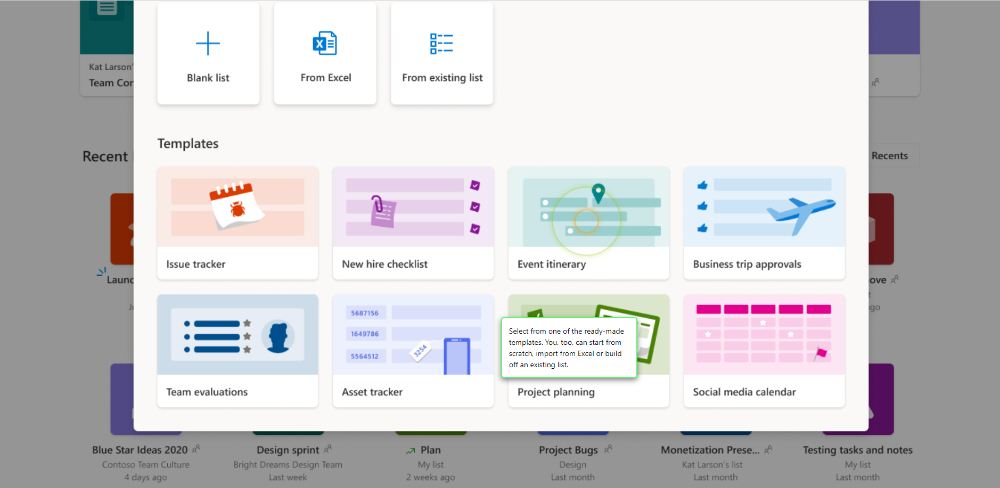 Kat Larson's
Team Con
Blank list
From Excel
From existing list
Templates
Recent
Recents
Issue tracker
New hire checklist
Event itinerary
Business trip approvals
Launc
ove
Ju
t
ago
5687156
1649786
5564512
3254
Select from one of the ready-made
templates. You, too, can start from
scratch, import from Excel or build
off an existing list.
Team evaluations
Asset tracker
Project planning
Social media calendar
Blue Star Ideas 2020
Contoso Team Culture
4 days ago
Design sprint
Bright Dreams Design Team
Last week
Plan
My list
2 weeks ago
Project Bugs
Design
Last month
Monetization Prese...
Kat Larson's list
Last month
Testing tasks and notes
My list
Last month